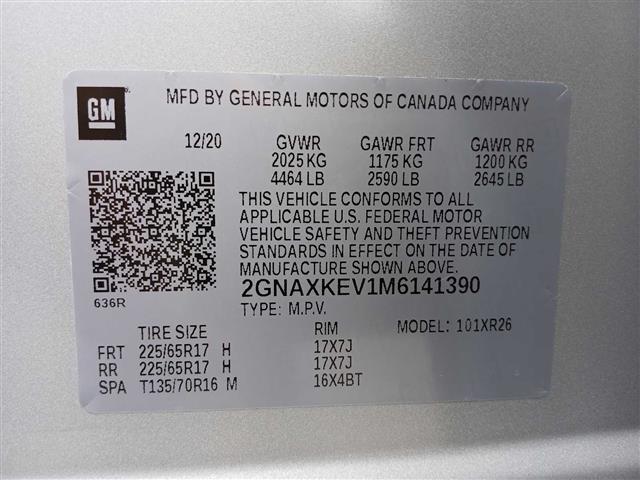 GM
MFD BY GENERAL MOTORS OF CANADA COMPANY
12/20 GVWR GAWR FRT GAWR RR
2025 KG 1175 KG 1200 KG
4464 LB 2590 LB 2645 LB
THIS VEHICLE CONFORMS TO ALL
APPLICABLE U.S. FEDERAL MOTOR
VEHICLE SAFETY AND THEFT PREVENTION
STANDARDS IN EFFECT ON THE DATE OF
MANUFACTURE SHOWN ABOVE.
636R
2GNAXKEV1M6141390
TYPE: M.P.V.
TIRE SIZE RIM MODEL: 101XR26
FRT 225/65R17 H 17X7J
RR 225/65R17 H 17X7J
SPA T135/70R16 M 16X4BT